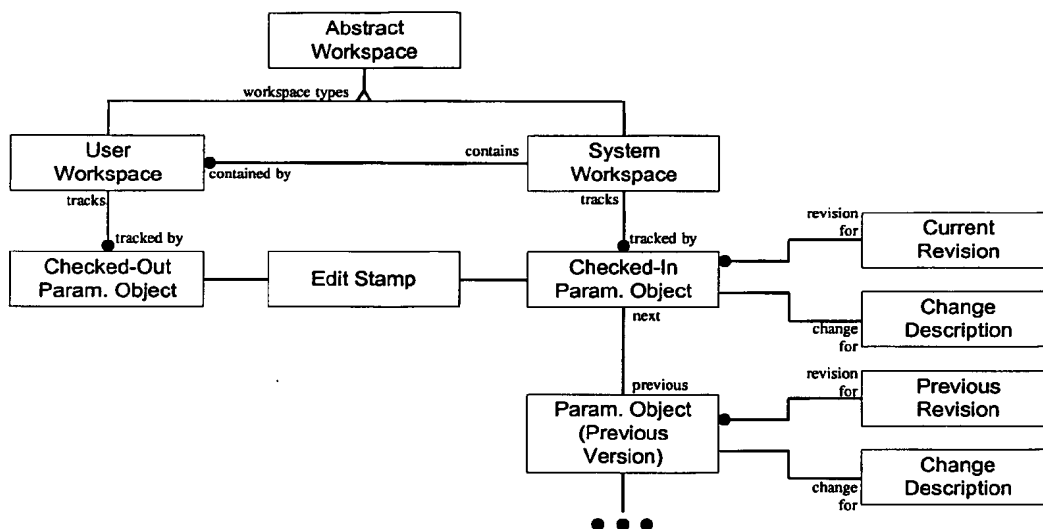 Abstract
Workspace
workspace types
User
Workspace
contained by
contains
System
Workspace
tracks
tracks
tracked by
tracked by
revision
for
Current
Revision
Checked-Out
Param. Object
Edit Stamp
Checked-In
Param. Object
next
change
for
Change
Description
previous
revision
for
Previous
Revision
Param. Object
(Previous
Version)
change
for
Change
Description